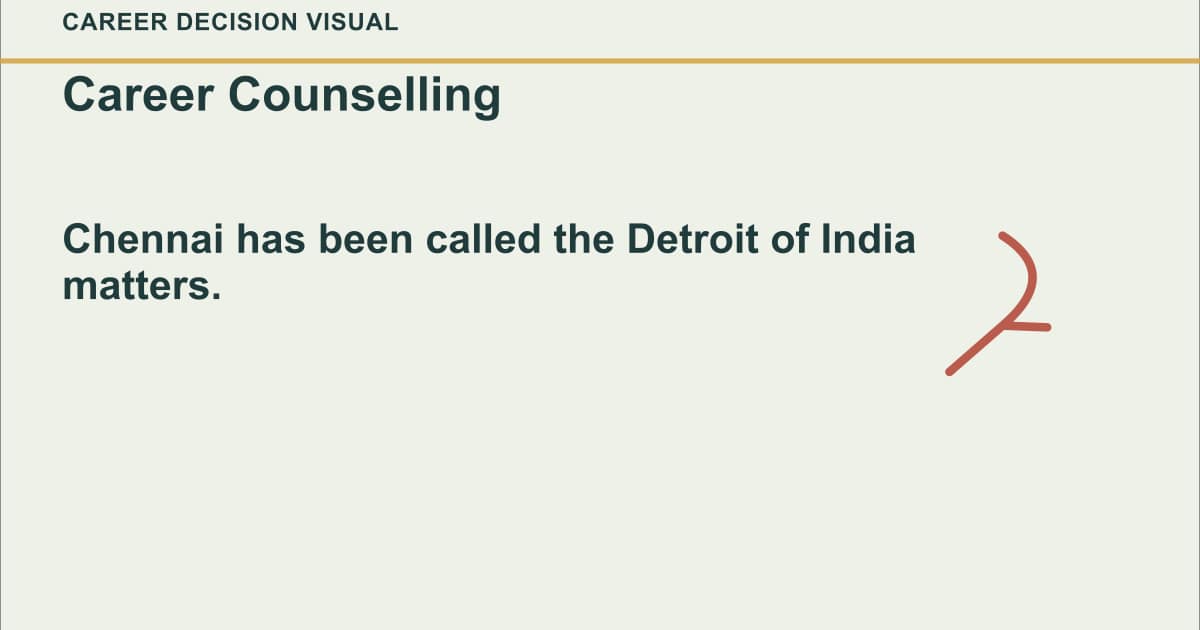 CAREER DECISION VISUAL
Career Counselling
Chennai has been called the Detroit of India
matters.